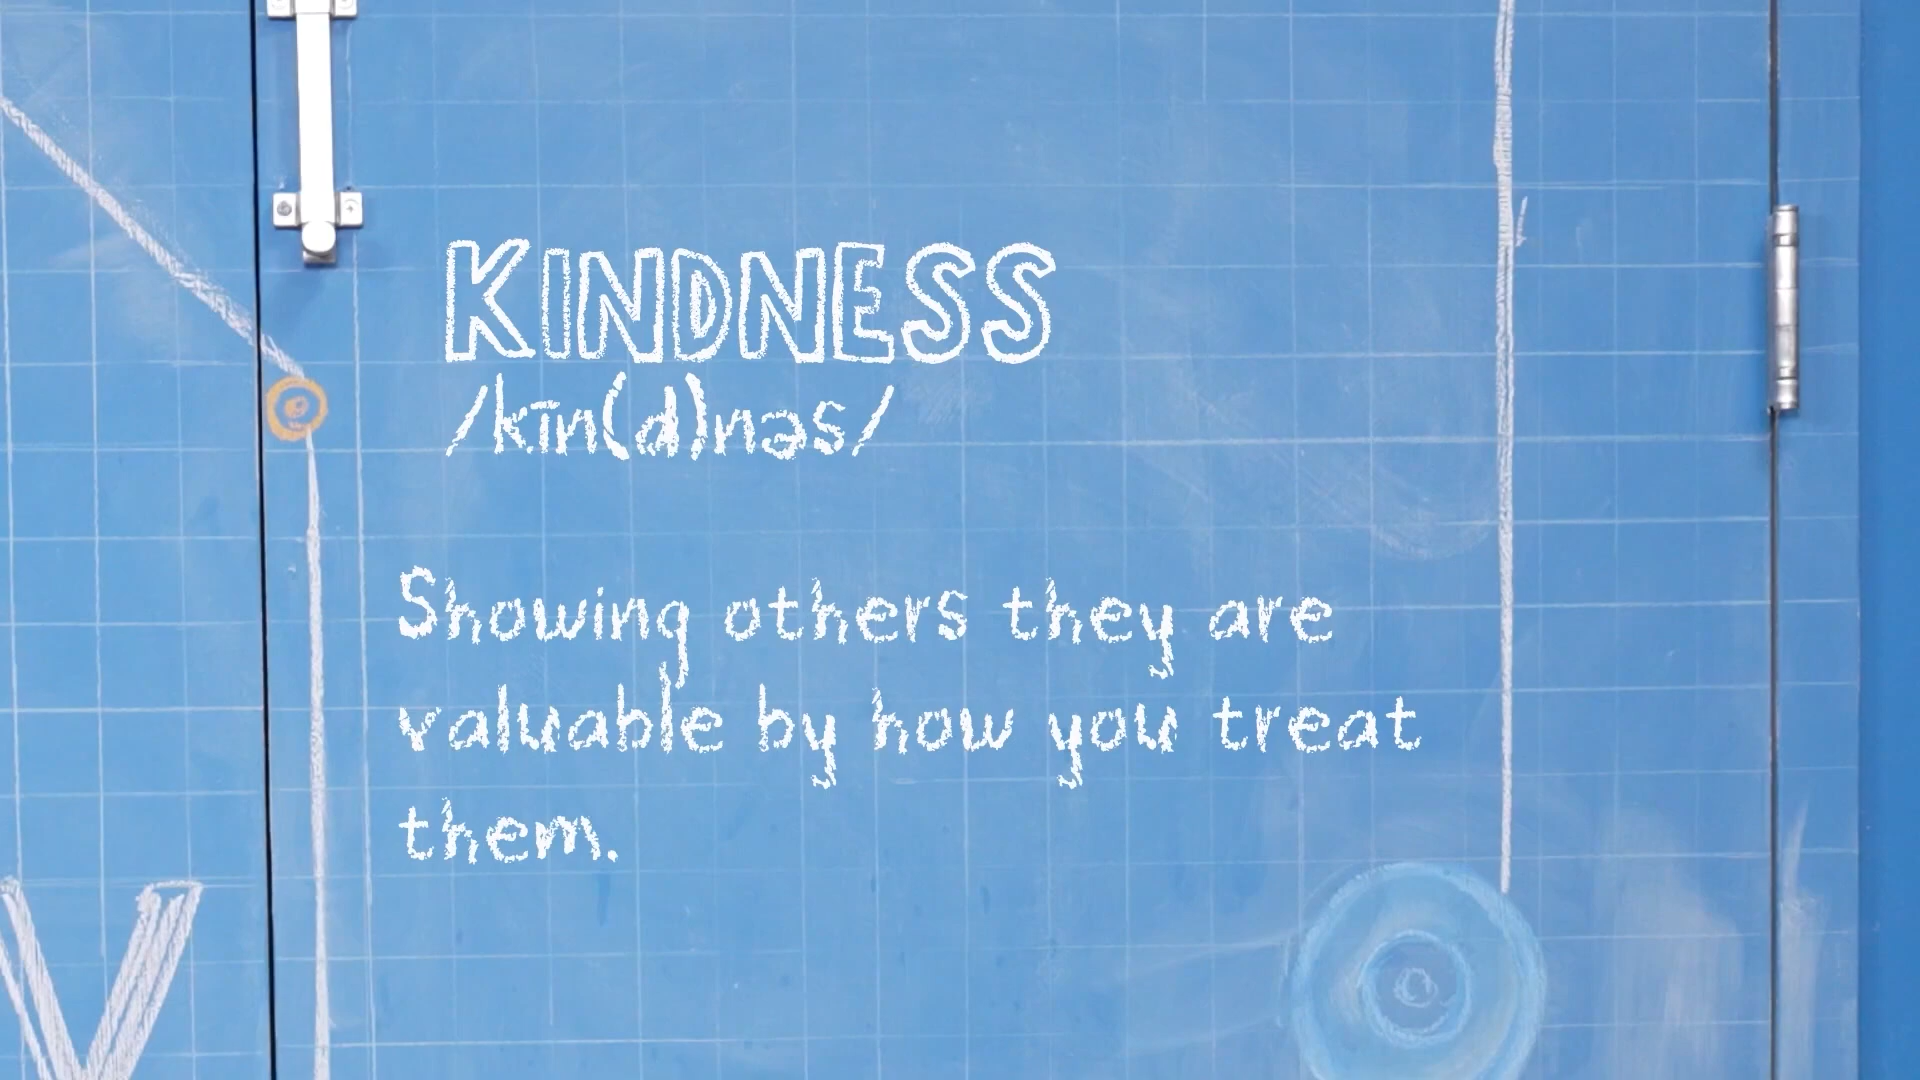 KINDNESS
/kīn(d)nəs/
Showing others they are
valuable by how you treat
them.